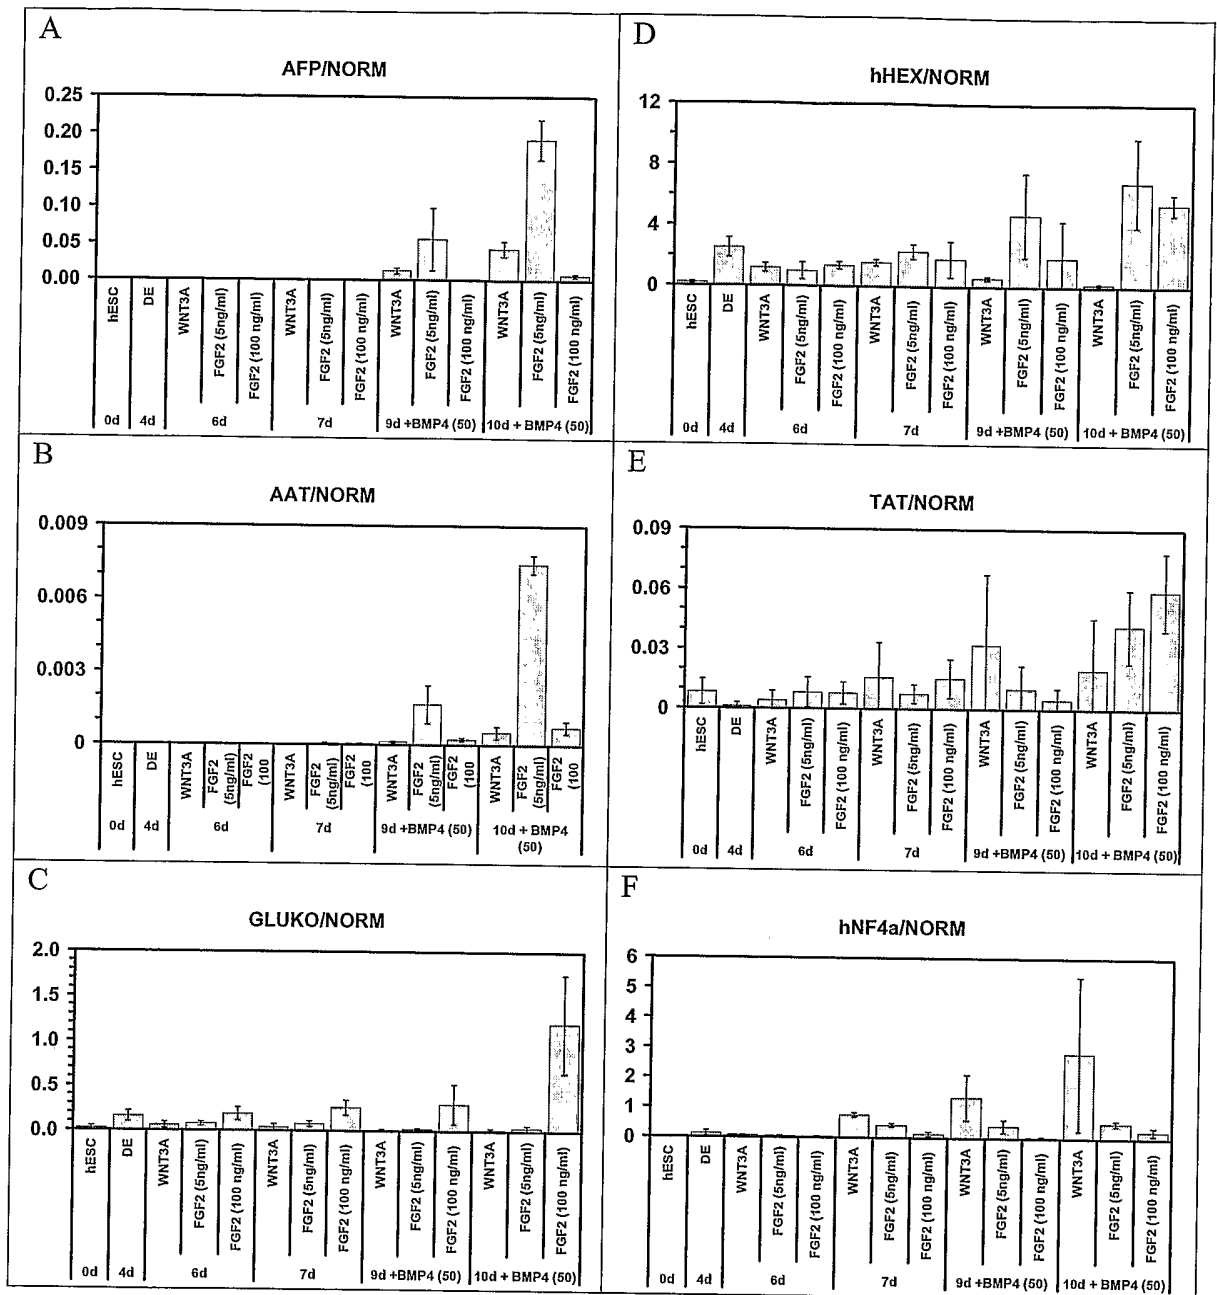 A
AFP/NORM
0.25
0.20
0.15
0.10
0.05
0.00
hESC
DE
WNT3A
FGF2 (5ng/ml)
FGF2 (100 ng/ml)
WNT3A
FGF2 (5ng/ml)
FGF2 (100 ng/ml)
WNT3A
FGF2 (5ng/ml)
FGF2 (100 ng/ml)
WNT3A
FGF2 (5ng/ml)
FGF2 (100 ng/ml)
0d 4d 6d 7d 9d +BMP4 (50) 10d + BMP4 (50)
B
AAT/NORM
0.009
0.006
0.003
0
hESC
DE
WNT3A
FGF2
(5ng/ml)
FGF2
(100
WNT3A
FGF2
(5ng/ml)
FGF2
(100
WNT3A
FGF2
(5ng/ml)
FGF2
(100
WNT3A
FGF2
(5ng/ml)
FGF2
(100
0d 4d 6d 7d 9d +BMP4 (50) 10d + BMP4
(50)
C
GLUKO/NORM
2.0
1.5
1.0
0.5
0.0
hESC
DE
WNT3A
FGF2 (5ng/ml)
FGF2 (100 ng/ml)
WNT3A
FGF2 (5ng/ml)
FGF2 (100 ng/ml)
WNT3A
FGF2 (5ng/ml)
FGF2 (100 ng/ml)
WNT3A
FGF2 (5ng/ml)
FGF2 (100 ng/ml)
0d 4d 6d 7d 9d +BMP4 (50) 10d + BMP4 (50)
D
hHEX/NORM
12
8
4
0
hESC
DE
WNT3A
FGF2 (5ng/ml)
FGF2 (100 ng/ml)
WNT3A
FGF2 (5ng/ml)
FGF2 (100 ng/ml)
WNT3A
FGF2 (5ng/ml)
FGF2 (100 ng/ml)
WNT3A
FGF2 (5ng/ml)
FGF2 (100 ng/ml)
0d 4d 6d 7d 9d +BMP4 (50) 10d + BMP4 (50)
E
TAT/NORM
0.09
0.06
0.03
0
hESC
DE
WNT3A
FGF2 (5ng/ml)
FGF2 (100 ng/ml)
WNT3A
FGF2 (5ng/ml)
FGF2 (100 ng/ml)
WNT3A
FGF2 (5ng/ml)
FGF2 (100 ng/ml)
WNT3A
FGF2 (5ng/ml)
FGF2 (100 ng/ml)
0d 4d 6d 7d 9d +BMP4 (50) 10d + BMP4 (50)
F
hNF4a/NORM
6
5
4
3
2
1
0
hESC
DE
WNT3A
FGF2 (5ng/ml)
FGF2 (100 ng/ml)
WNT3A
FGF2 (5ng/ml)
FGF2 (100 ng/ml)
WNT3A
FGF2 (5ng/ml)
FGF2 (100 ng/ml)
WNT3A
FGF2 (5ng/ml)
FGF2 (100 ng/ml)
0d 4d 6d 7d 9d +BMP4 (50) 10d + BMP4 (50)